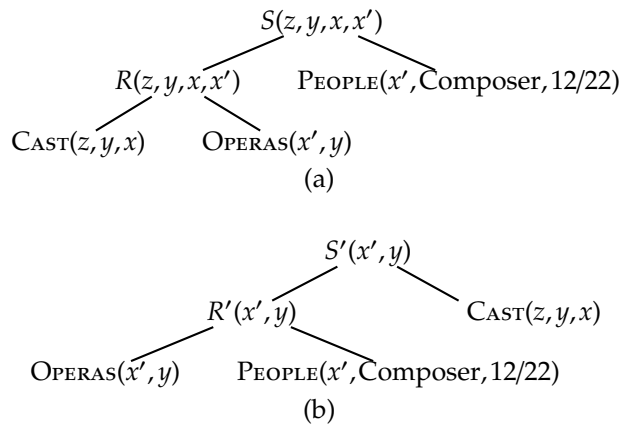 S(z,y,x,x′)
R(z,y,x,x′) PEOPLE(x′,Composer,12/22)
CAST(z,y,x) OPERAS(x′,y)
(a)
S′(x′,y)
R′(x′,y) CAST(z,y,x)
OPERAS(x′,y) PEOPLE(x′,Composer,12/22)
(b)